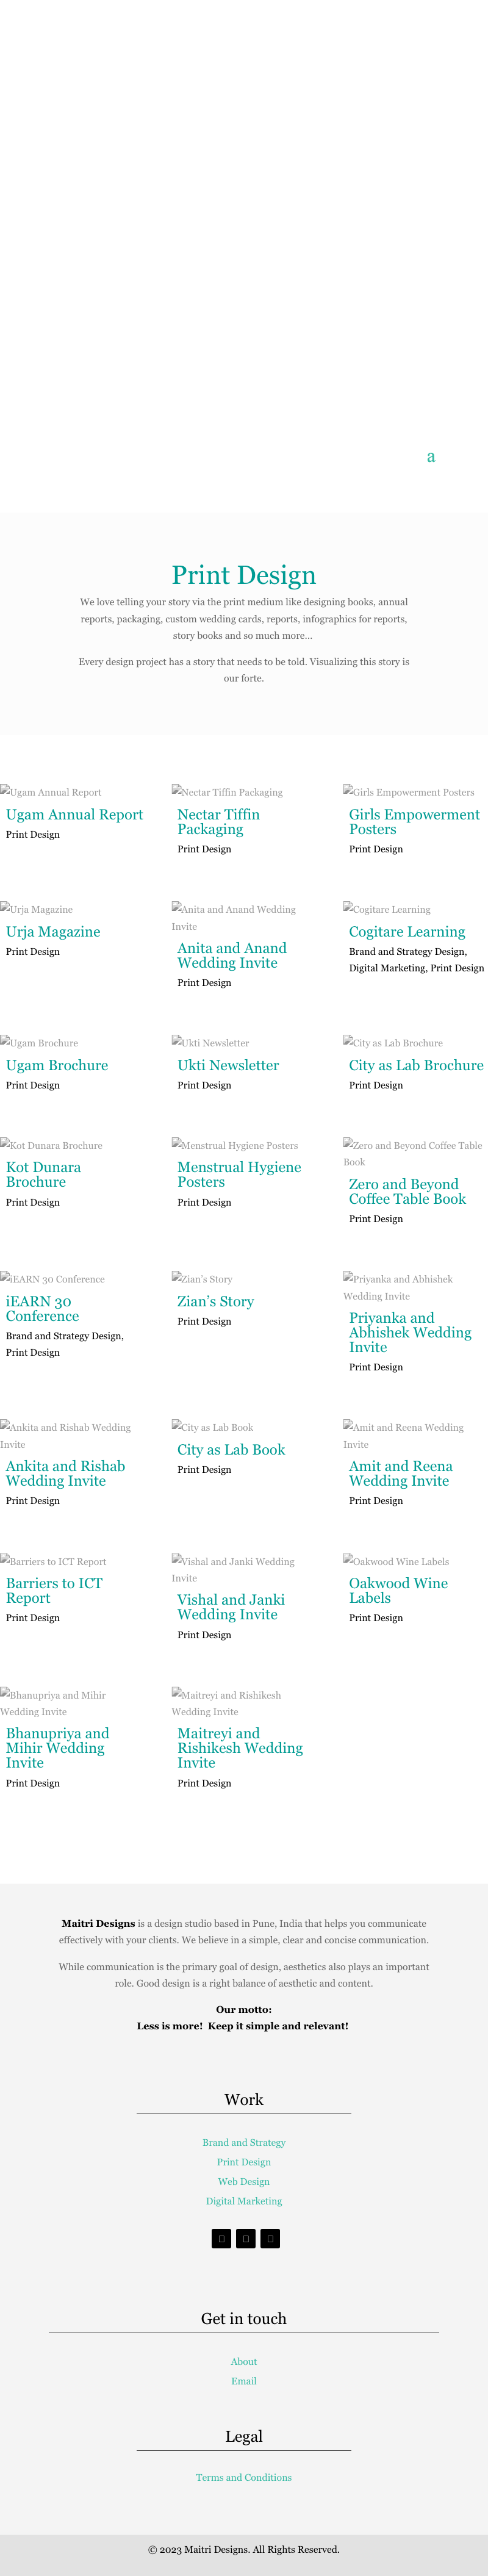 a
Print Design
We love telling your story via the print medium like designing books, annual
reports, packaging, custom wedding cards, reports, infographics for reports,
story books and so much more...
Every design project has a story that needs to be told. Visualizing this story is
our forte.
Ugam Annual Report
Ugam Annual Report
Print Design
Nectar Tiffin Packaging
Nectar Tiffin
Packaging
Print Design
Girls Empowerment Posters
Girls Empowerment
Posters
Print Design
Urja Magazine
Urja Magazine
Print Design
Anita and Anand Wedding
Invite
Anita and Anand
Wedding Invite
Print Design
Cogitare Learning
Cogitare Learning
Brand and Strategy Design,
Digital Marketing, Print Design
Ugam Brochure
Ugam Brochure
Print Design
Ukti Newsletter
Ukti Newsletter
Print Design
City as Lab Brochure
City as Lab Brochure
Print Design
Kot Dunara Brochure
Kot Dunara
Brochure
Print Design
Menstrual Hygiene Posters
Menstrual Hygiene
Posters
Print Design
Zero and Beyond Coffee Table
Book
Zero and Beyond
Coffee Table Book
Print Design
iEARN 30 Conference
iEARN 30
Conference
Brand and Strategy Design,
Print Design
Zian's Story
Zian's Story
Print Design
Priyanka and Abhishek
Wedding Invite
Priyanka and
Abhishek Wedding
Invite
Print Design
Ankita and Rishab Wedding
Invite
Ankita and Rishab
Wedding Invite
Print Design
City as Lab Book
City as Lab Book
Print Design
Amit and Reena Wedding
Invite
Amit and Reena
Wedding Invite
Print Design
Barriers to ICT Report
Barriers to ICT
Report
Print Design
Vishal and Janki Wedding
Invite
Vishal and Janki
Wedding Invite
Print Design
Oakwood Wine Labels
Oakwood Wine
Labels
Print Design
Bhanupriya and Mihir
Wedding Invite
Bhanupriya and
Mihir Wedding
Invite
Print Design
Maitreyi and Rishikesh
Wedding Invite
Maitreyi and
Rishikesh Wedding
Invite
Print Design
Maitri Designs is a design studio based in Pune, India that helps you communicate
effectively with your clients. We believe in a simple, clear and concise communication.
While communication is the primary goal of design, aesthetics also plays an important
role. Good design is a right balance of aesthetic and content.
Our motto:
Less is more!  Keep it simple and relevant!
Work
Brand and Strategy
Print Design
Web Design
Digital Marketing
Get in touch
About
Email
Legal
Terms and Conditions
© 2023 Maitri Designs. All Rights Reserved.